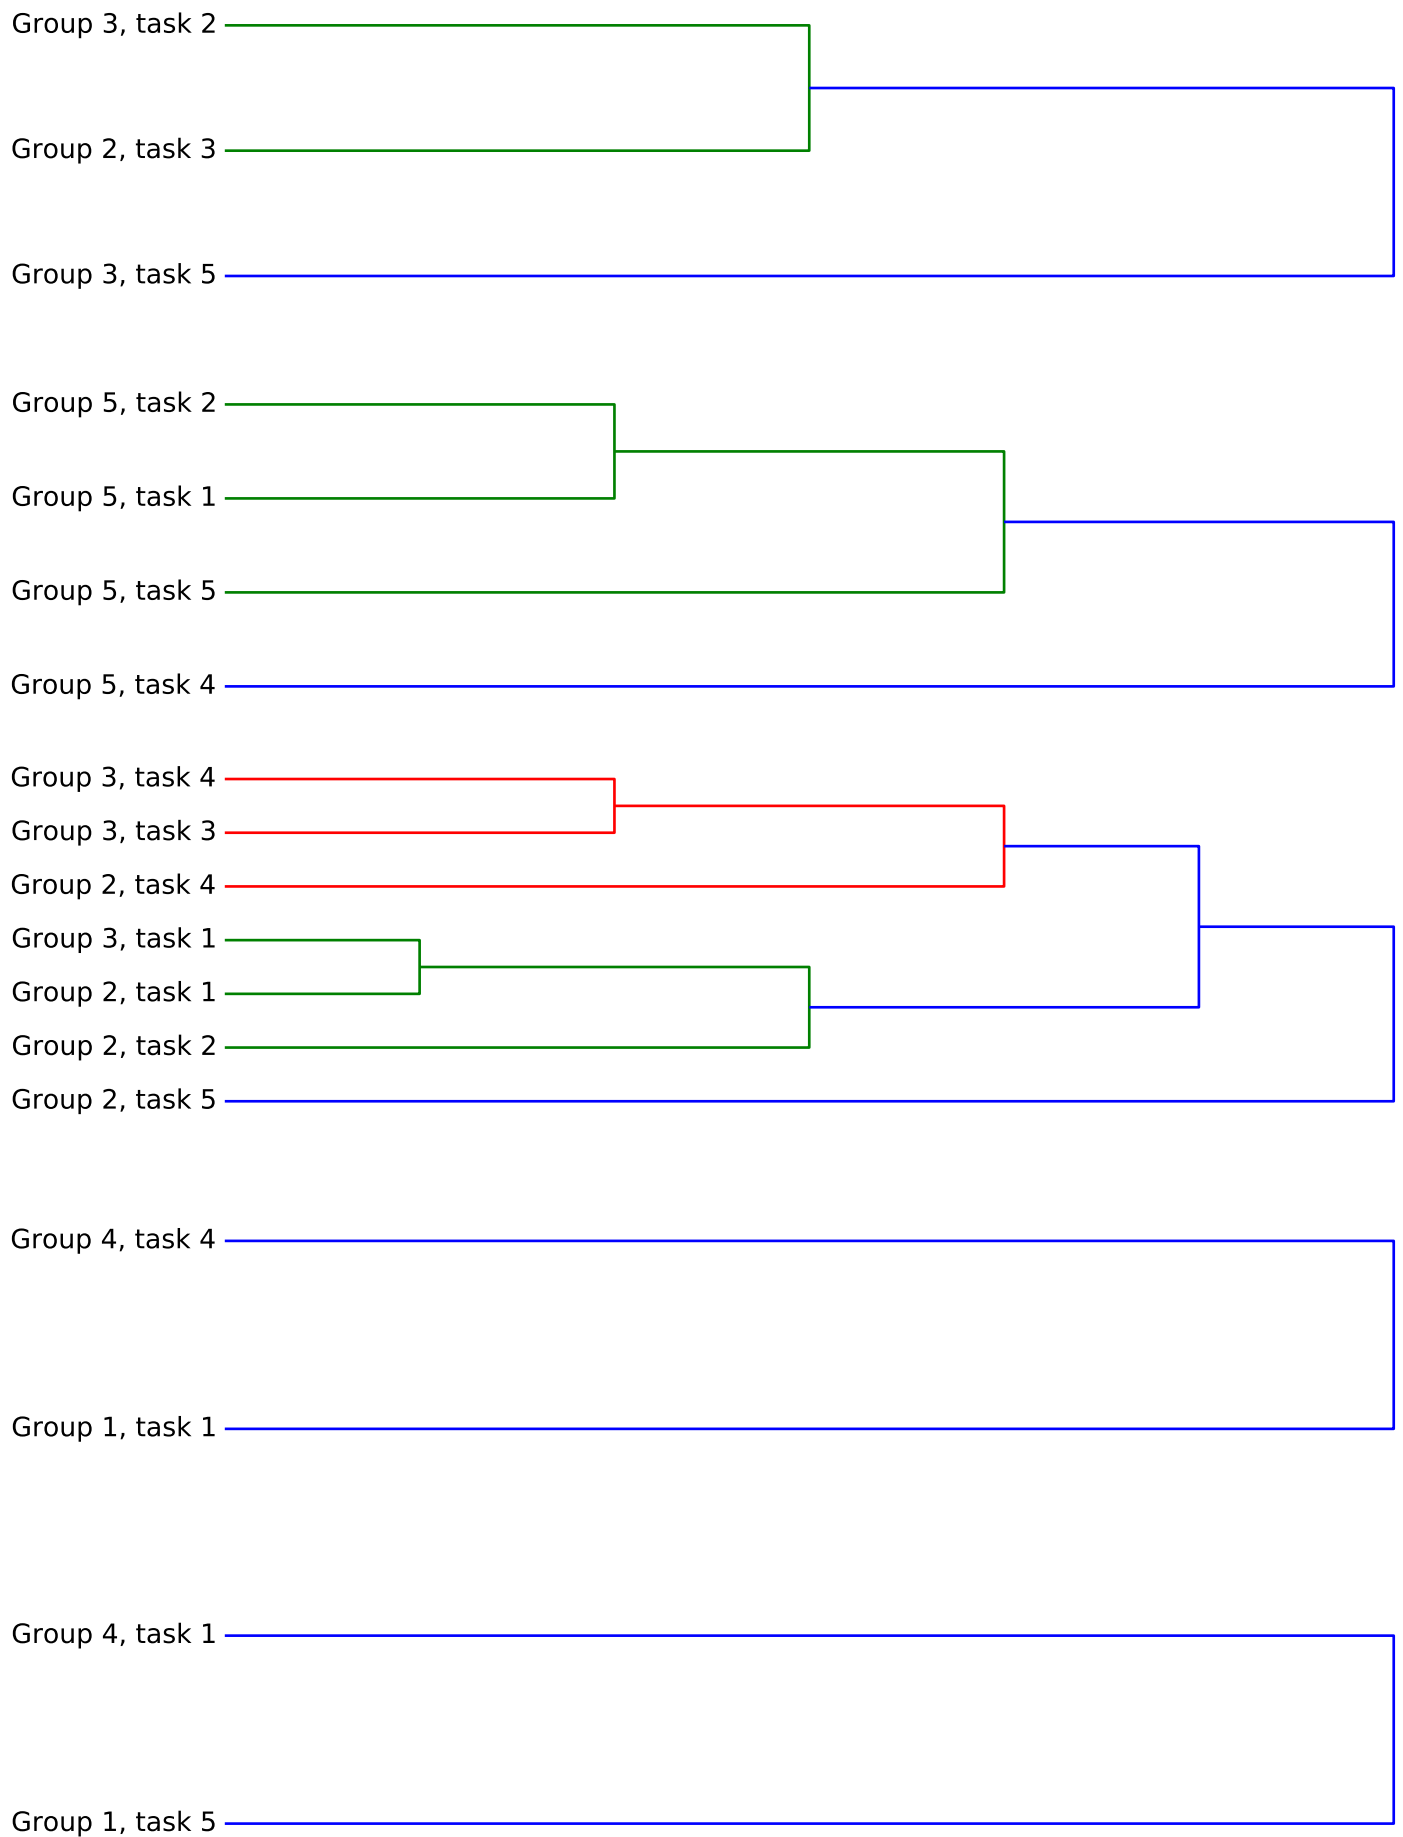 Group 3, task 2
Group 2, task 3
Group 3, task 5
Group 5, task 2
Group 5, task 1
Group 5, task 5
Group 5, task 4
Group 3, task 4
Group 3, task 3
Group 2, task 4
Group 3, task 1
Group 2, task 1
Group 2, task 2
Group 2, task 5
Group 4, task 4
Group 1, task 1
Group 4, task 1
Group 1, task 5